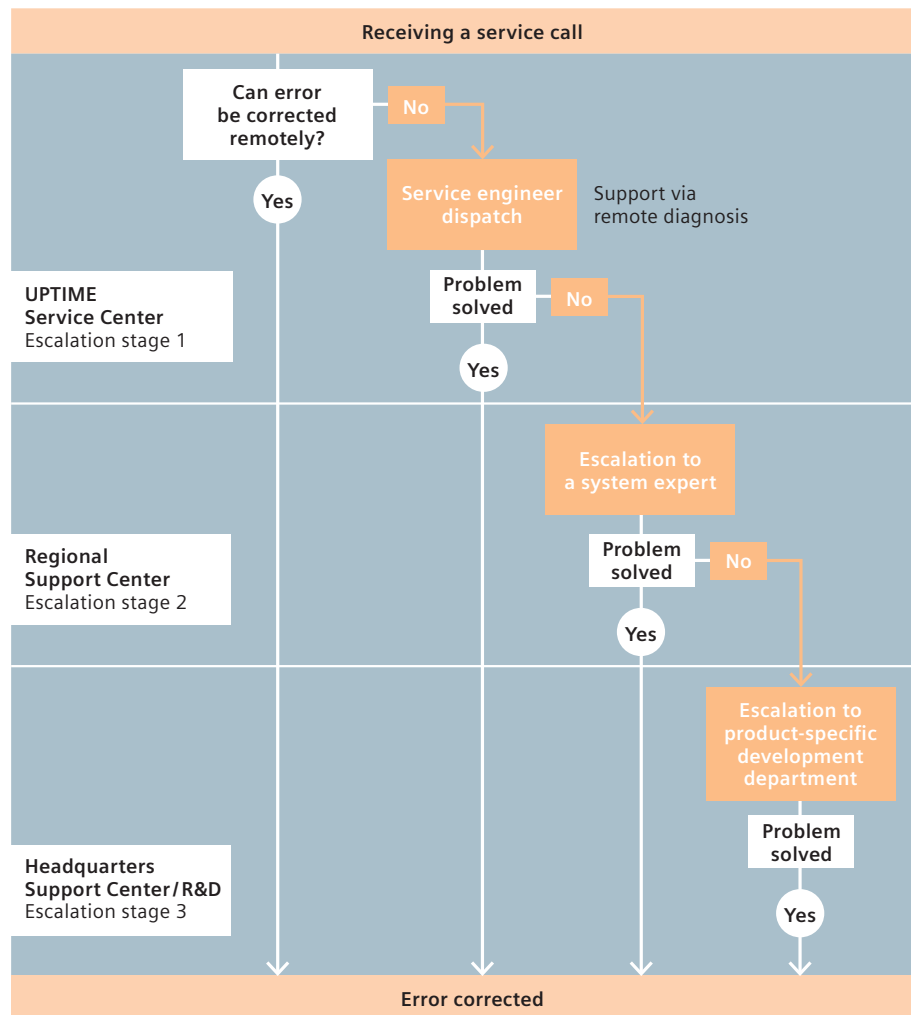 Receiving a service call
Can error
be corrected
remotely?
No
Yes
Service engineer
dispatch
Support via
remote diagnosis
UPTIME
Service Center
Escalation stage 1
Problem
solved
No
Yes
Escalation to
a system expert
Regional
Support Center
Escalation stage 2
Problem
solved
No
Yes
Escalation to
product-specific
development
department
Headquarters
Support Center/R&D
Escalation stage 3
Problem
solved
Yes
Error corrected